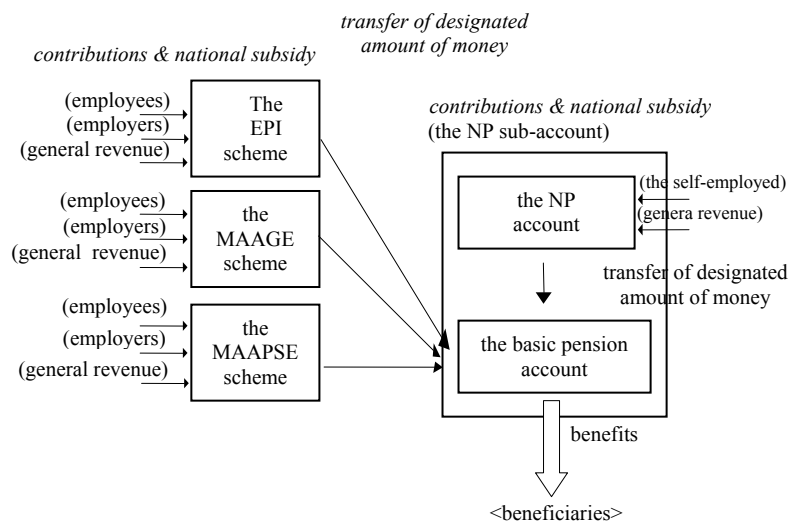 transfer of designated
amount of money
contributions & national subsidy
(employees)
(employers)
(general revenue)
The
EPI
scheme
(employees)
(employers)
(general revenue)
the
MAAGE
scheme
(employees)
(employers)
(general revenue)
the
MAAPSE
scheme
contributions & national subsidy
(the NP sub-account)
the NP
account
(the self-employed)
(genera revenue)
transfer of designated
amount of money
the basic pension
account
benefits
<beneficiaries>